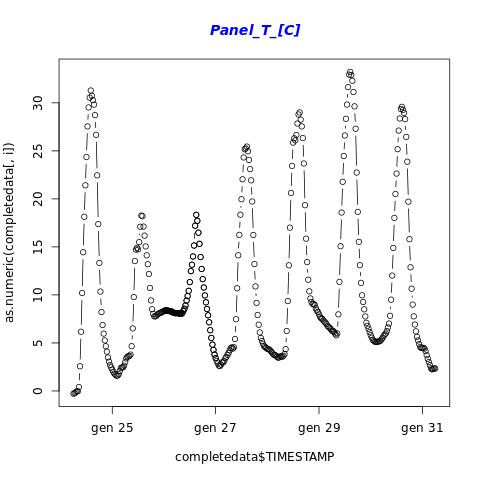 Panel_T_[C]
as.numeric(completedata[, i])
30
25
20
15
10
5
0
gen 25
gen 27
gen 29
gen 31
completedata$TIMESTAMP